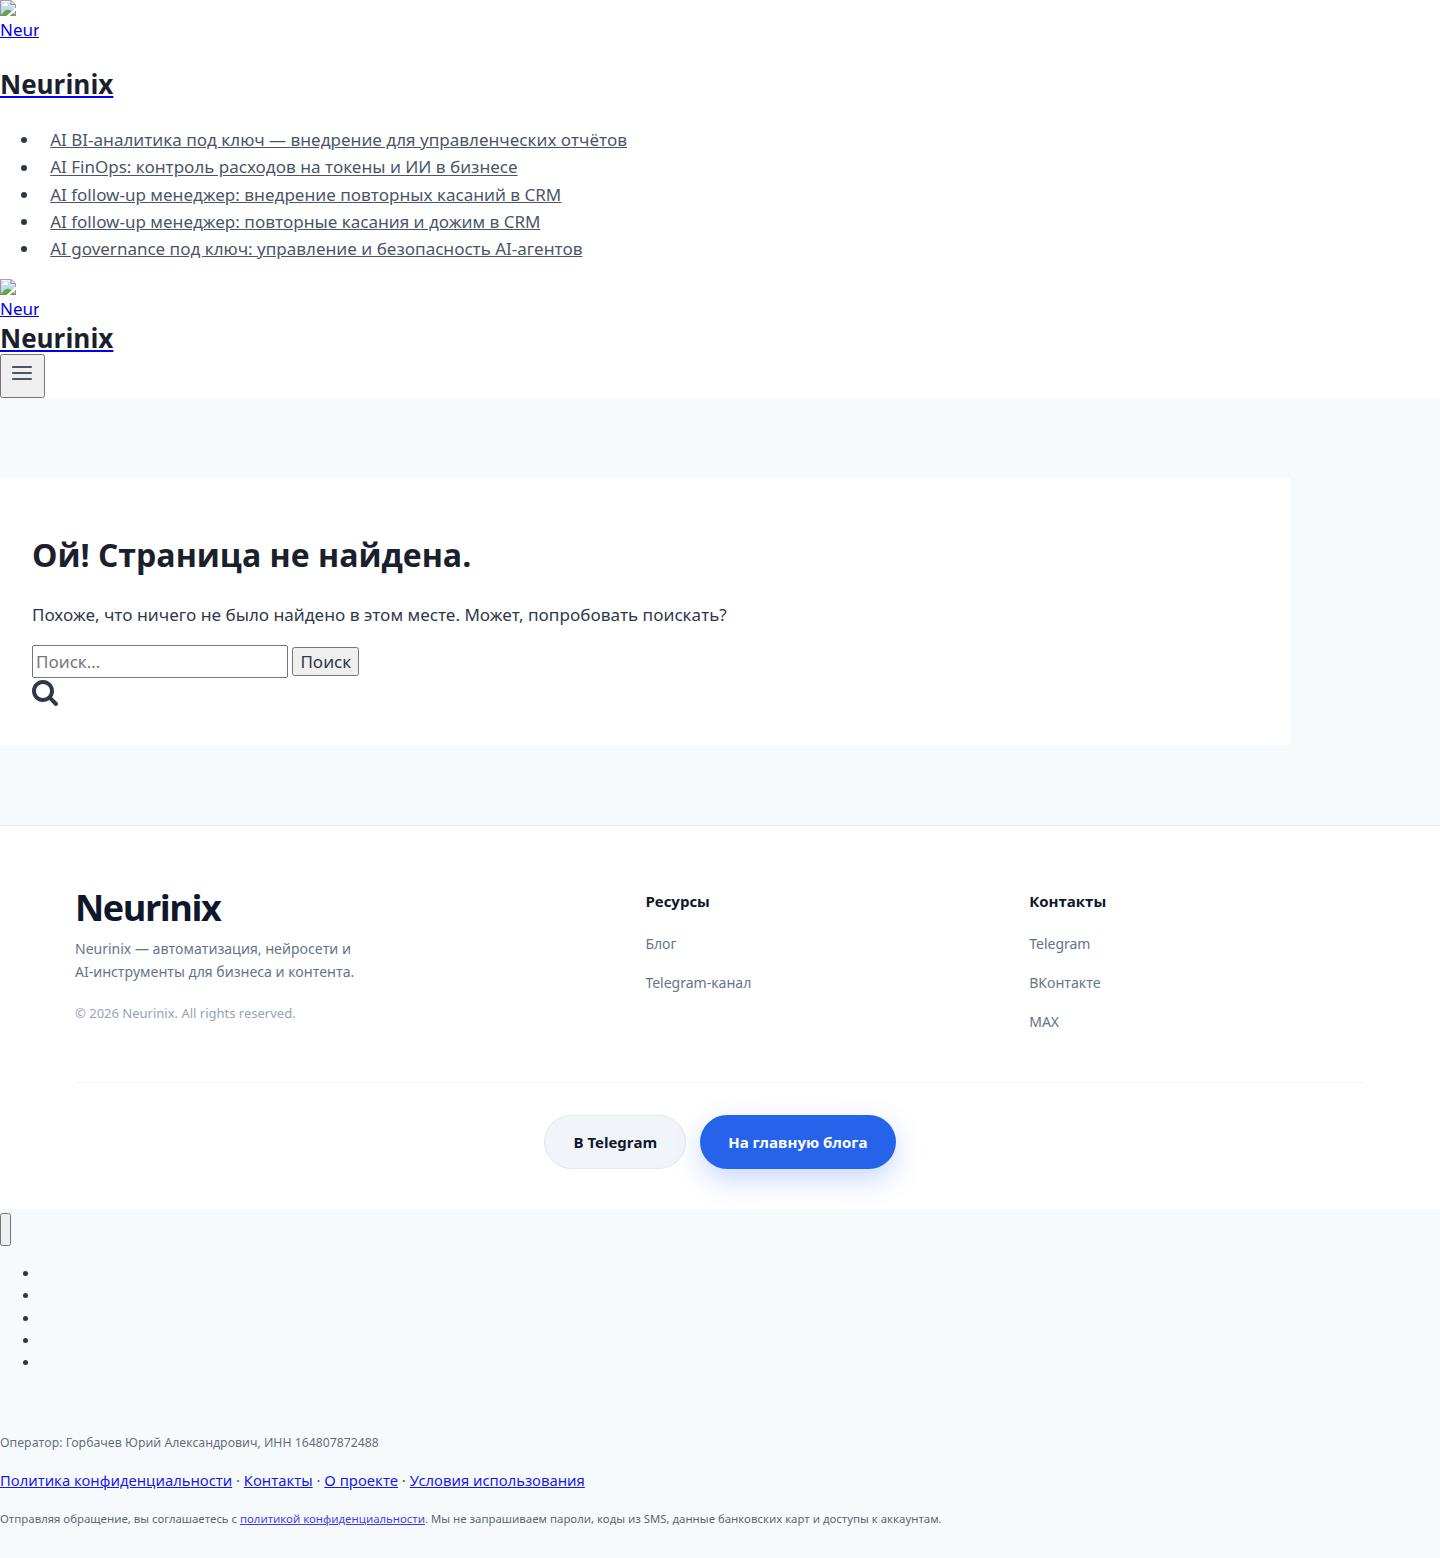 Neur
Neurinix
AI BI-аналитика под ключ — внедрение для управленческих отчётов
AI FinOps: контроль расходов на токены и ИИ в бизнесе
AI follow-up менеджер: внедрение повторных касаний в CRM
AI follow-up менеджер: повторные касания и дожим в CRM
AI governance под ключ: управление и безопасность AI-агентов
Neur
Neurinix
Ой! Страница не найдена.
Похоже, что ничего не было найдено в этом месте. Может, попробовать поискать?
Поиск... Поиск
Neurinix
Neurinix — автоматизация, нейросети и
AI-инструменты для бизнеса и контента.
© 2026 Neurinix. All rights reserved.
Ресурсы
Блог
Telegram-канал
Контакты
Telegram
ВКонтакте
MAX
В Telegram
На главную блога
Оператор: Горбачев Юрий Александрович, ИНН 164807872488
Политика конфиденциальности · Контакты · О проекте · Условия использования
Отправляя обращение, вы соглашаетесь с политикой конфиденциальности. Мы не запрашиваем пароли, коды из SMS, данные банковских карт и доступы к аккаунтам.